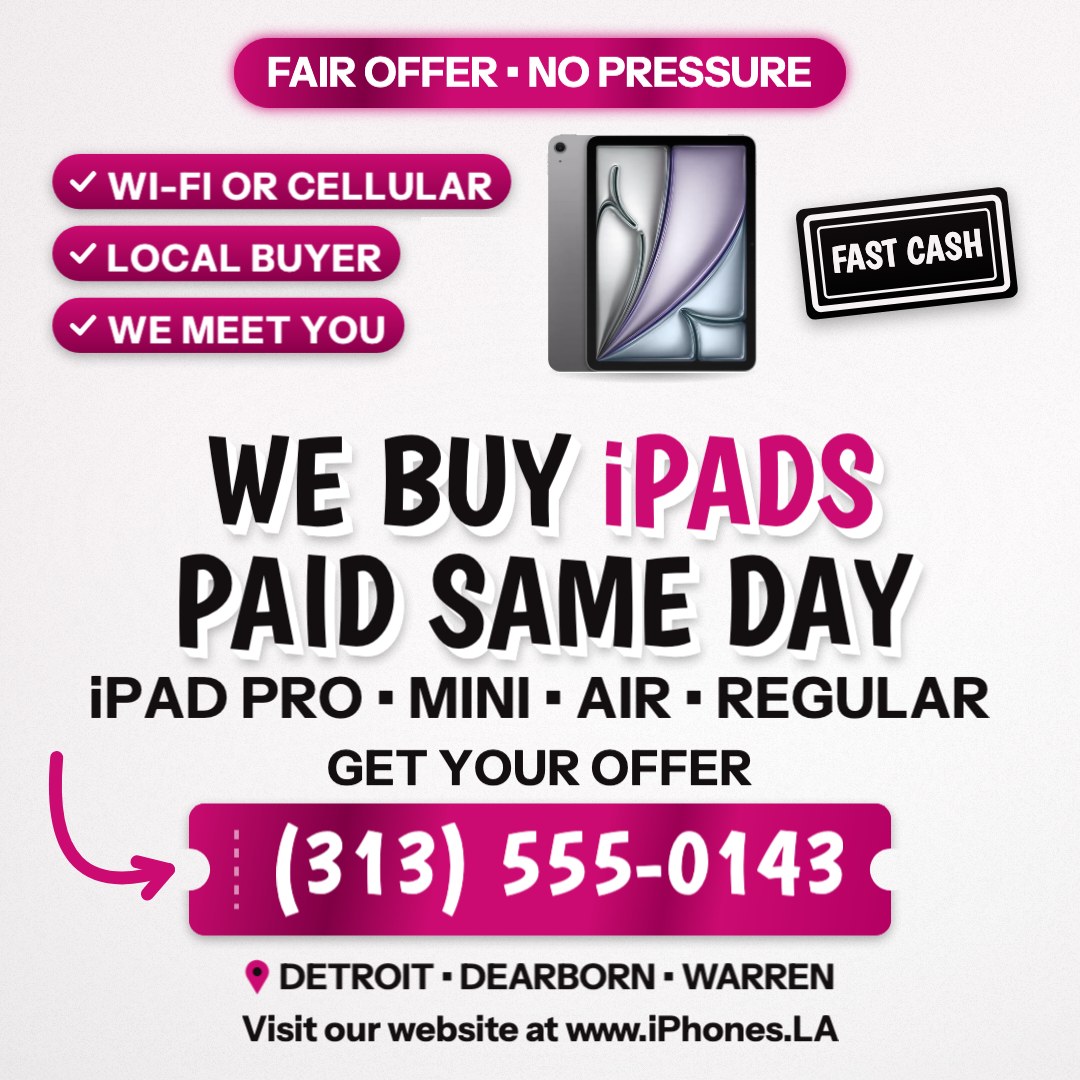 FAIR OFFER ▪ NO PRESSURE
✓ WI-FI OR CELLULAR
✓ LOCAL BUYER
✓ WE MEET YOU
FAST CASH
WE BUY iPADS
PAID SAME DAY
iPAD PRO ▪ MINI ▪ AIR ▪ REGULAR
GET YOUR OFFER
(313) 555-0143
DETROIT ▪ DEARBORN ▪ WARREN
Visit our website at www.iPhones.LA